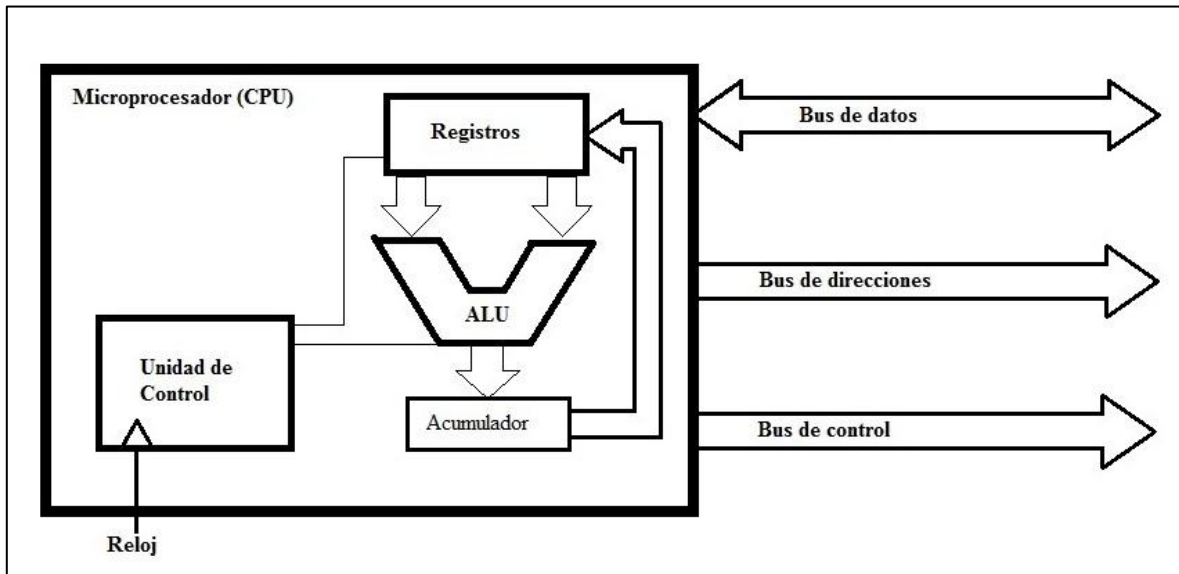 Microprocesador (CPU)
Registros
Bus de datos
Bus de direcciones
ALU
Unidad de
Control
Acumulador
Bus de control
Reloj